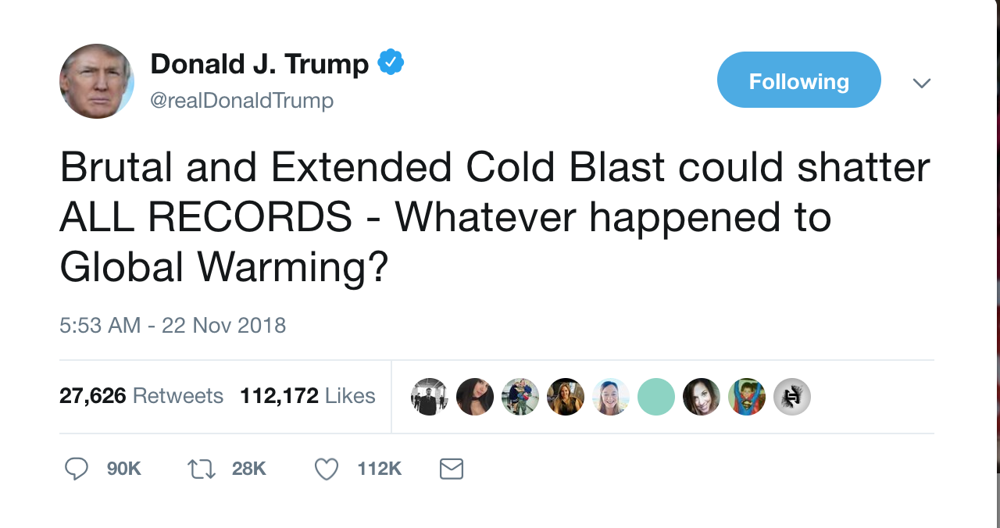 Donald J. Trump
@realDonaldTrump
Following
Brutal and Extended Cold Blast could shatter
ALL RECORDS - Whatever happened to
Global Warming?
5:53 AM - 22 Nov 2018
27,626 Retweets 112,172 Likes
90K 28K 112K